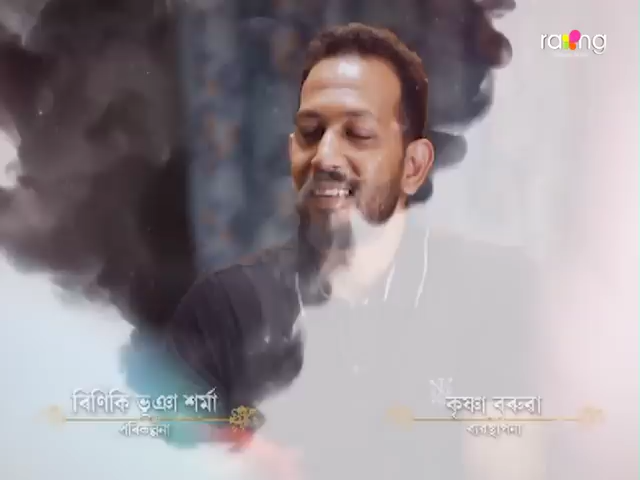 rang
ৰিণিকি ভূঞা শৰ্মা
পৰিকল্পনা
কৃষ্ণা বৰুৱা
ব্যৱস্থাপনা